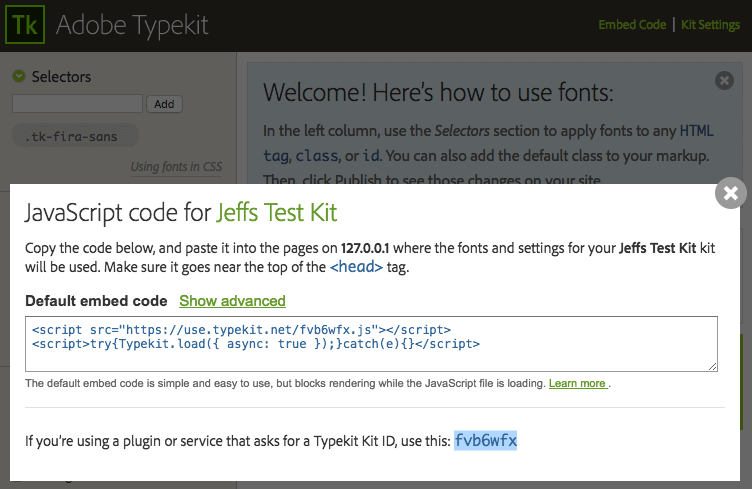 Tk Adobe Typekit
Embed Code | Kit Settings
Selectors
Add
.tk-fira-sans
Using fonts in CSS
Welcome! Here's how to use fonts:
In the left column, use the Selectors section to apply fonts to any HTML
tag, class, or id. You can also add the default class to your markup.
Then, click Publish to see those changes on your site.
JavaScript code for Jeffs Test Kit
Copy the code below, and paste it into the pages on 127.0.0.1 where the fonts and settings for your Jeffs Test Kit kit
will be used. Make sure it goes near the top of the <head> tag.
Default embed code Show advanced
<script src="https://use.typekit.net/fvb6wfx.js"></script>
<script>try{Typekit.load({ async: true });}catch(e){}</script>
The default embed code is simple and easy to use, but blocks rendering while the JavaScript file is loading. Learn more .
If you're using a plugin or service that asks for a Typekit Kit ID, use this: fvb6wfx